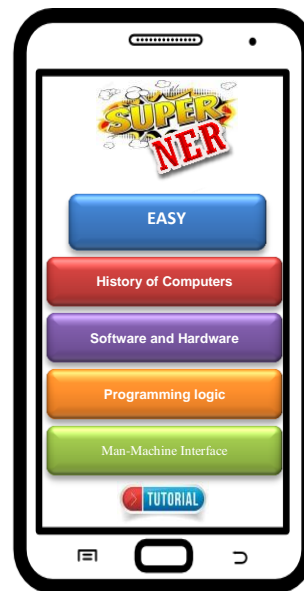 SUPER
NER
EASY
History of Computers
Software and Hardware
Programming logic
Man-Machine Interface
TUTORIAL